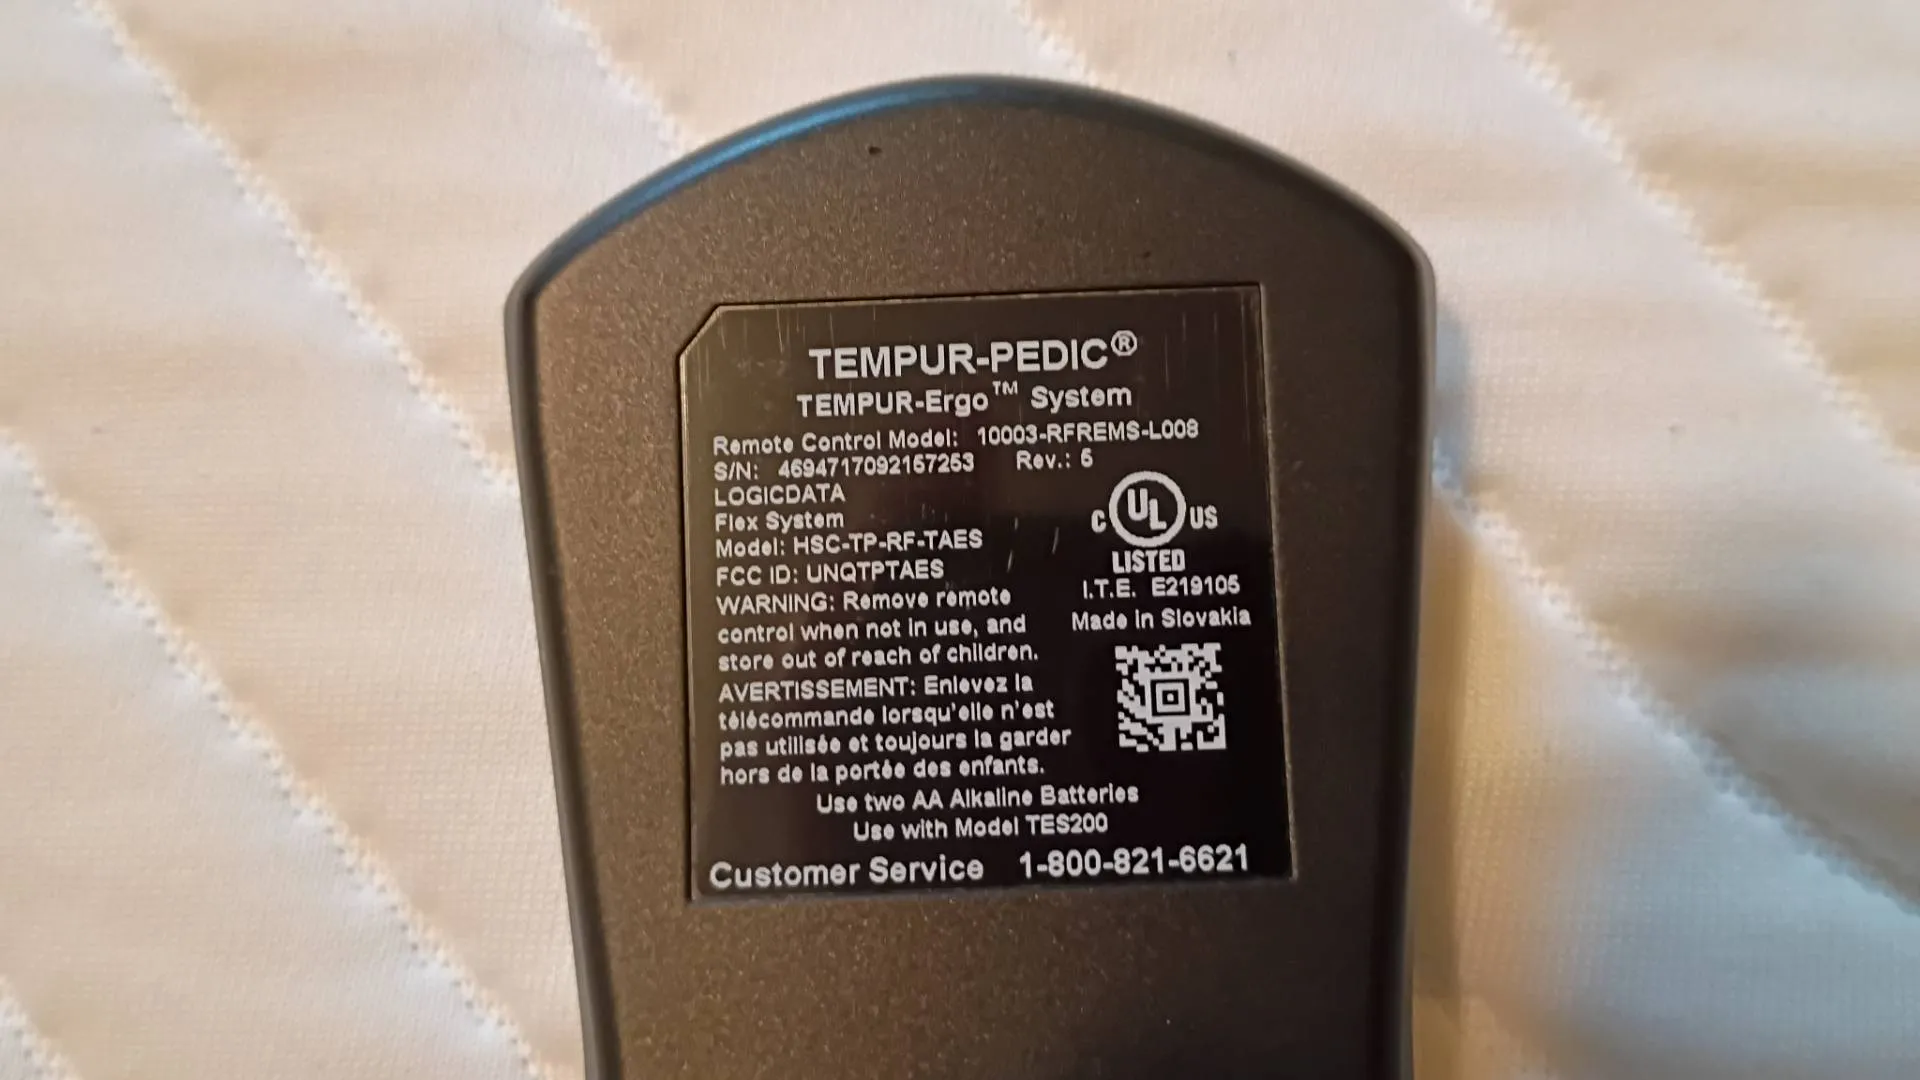 TEMPUR-PEDIC®
TEMPUR-Ergo™ System
Remote Control Model: 10003-RFREMS-L008
S/N: 4694717092157253 Rev.: 5
LOGICDATA
Flex System
Model: HSC-TP-RF-TAES
FCC ID: UNQTPTAES
WARNING: Remove remote
control when not in use, and
store out of reach of children.
AVERTISSEMENT: Enlevez la
télécommande lorsqu'elle n'est
pas utilisée et toujours la garder
hors de la portée des enfants.
C UL US
LISTED
I.T.E. E219105
Made in Slovakia
Use two AA Alkaline Batteries
Use with Model TES200
Customer Service 1-800-821-6621